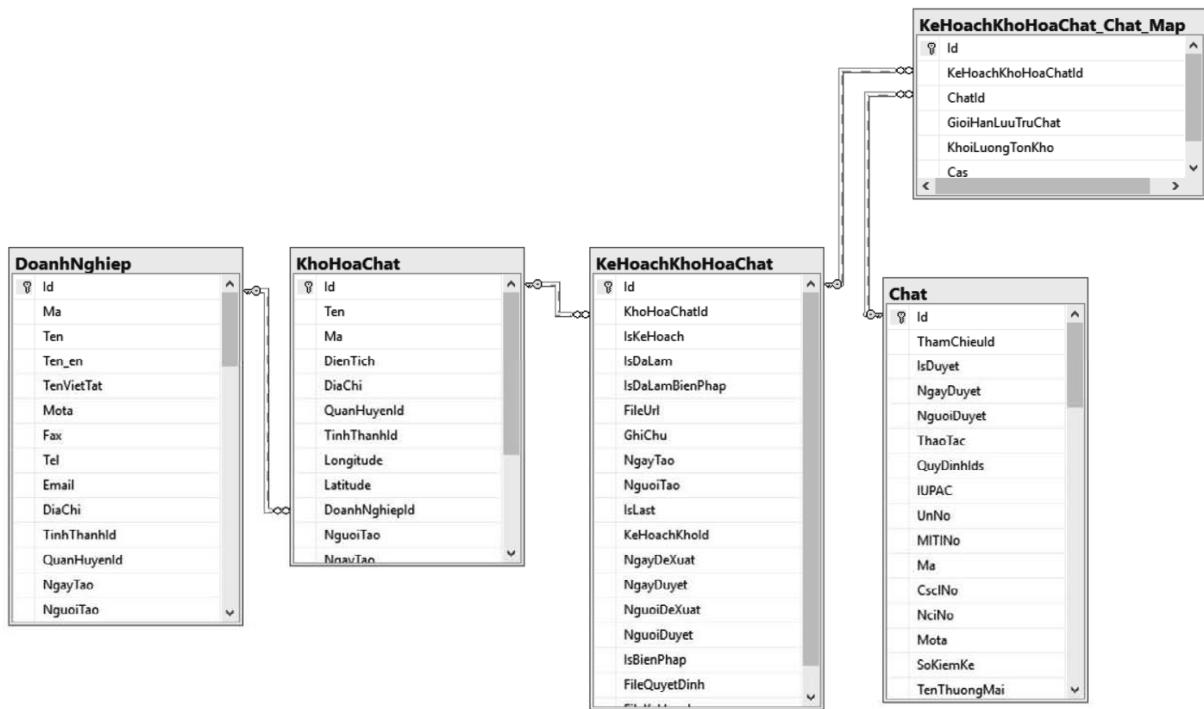 KeHoachKhoHoaChat_Chat_Map
Id
KeHoachKhoHoaChatId
ChatId
GioiHanLuuTruChat
KhoiLuongTonKho
Cas
DoanhNghiep
Id
Ma
Ten
Ten_en
TenVietTat
Mota
Fax
Tel
Email
DiaChi
TinhThanhId
QuanHuyenId
NgayTao
NguoiTao
KhoHoaChat
Id
Ten
Ma
DienTich
DiaChi
QuanHuyenId
TinhThanhId
Longitude
Latitude
DoanhNghiepId
NguoiTao
NgayTao
KeHoachKhoHoaChat
Id
KhoHoaChatId
IsKeHoach
IsDaLam
IsDaLamBienPhap
FileUrl
GhiChu
NgayTao
NguoiTao
IsLast
KeHoachKhoId
NgayDeXuat
NgayDuyet
NguoiDeXuat
NguoiDuyet
IsBienPhap
FileQuyetDinh
Chat
Id
ThamChieuId
IsDuyet
NgayDuyet
NguoiDuyet
ThaoTac
QuyDinhIds
IUPAC
UnNo
MITINo
Ma
CsclNo
NciNo
Mota
SoKiemKe
TenThuongMai